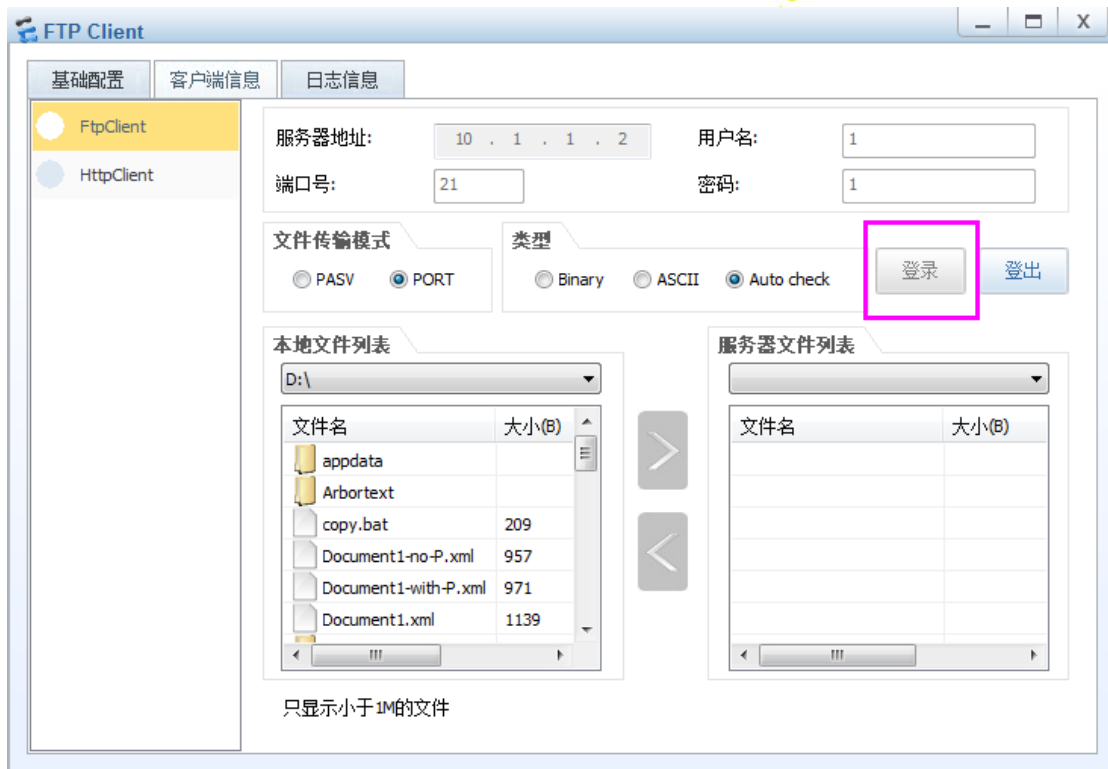 FTP Client
基础配置 客户端信息 日志信息
FtpClient
HttpClient
服务器地址: 10 . 1 . 1 . 2 用户名: 1
端口号: 21 密码: 1
文件传输模式 类型
PASV PORT Binary ASCII Auto check 登录 登出
本地文件列表 服务器文件列表
D:\
文件名 大小(B) 文件名 大小(B)
appdata
Arbortext
copy.bat 209
Document1-no-P.xml 957
Document1-with-P.xml 971
Document1.xml 1139
只显示小于1M的文件